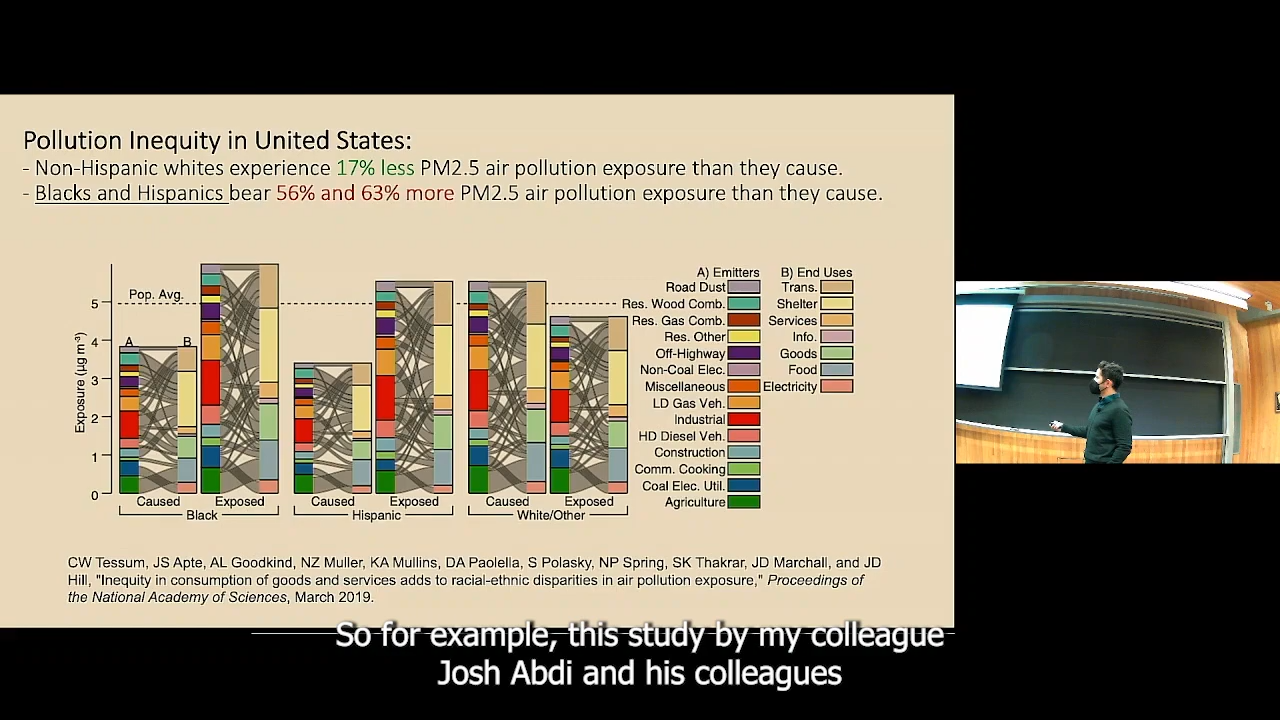 Pollution Inequity in United States:
- Non-Hispanic whites experience 17% less PM2.5 air pollution exposure than they cause.
- Blacks and Hispanics bear 56% and 63% more PM2.5 air pollution exposure than they cause.
Exposure (µg m⁻³)
5
4
3
2
1
0
Pop. Avg.
A B
Caused Exposed
Black
Caused Exposed
Hispanic
Caused Exposed
White/Other
A) Emitters
Road Dust
Res. Wood Comb.
Res. Gas Comb.
Res. Other
Off-Highway
Non-Coal Elec.
Miscellaneous
LD Gas Veh.
Industrial
HD Diesel Veh.
Construction
Comm. Cooking
Coal Elec. Util.
Agriculture
B) End Uses
Trans.
Shelter
Services
Info.
Goods
Food
Electricity
CW Tessum, JS Apte, AL Goodkind, NZ Muller, KA Mullins, DA Paolella, S Polasky, NP Spring, SK Thakrar, JD Marchall, and JD
Hill, "Inequity in consumption of goods and services adds to racial-ethnic disparities in air pollution exposure," Proceedings of
the National Academy of Sciences, March 2019.
So for example, this study by my colleague
Josh Abdi and his colleagues